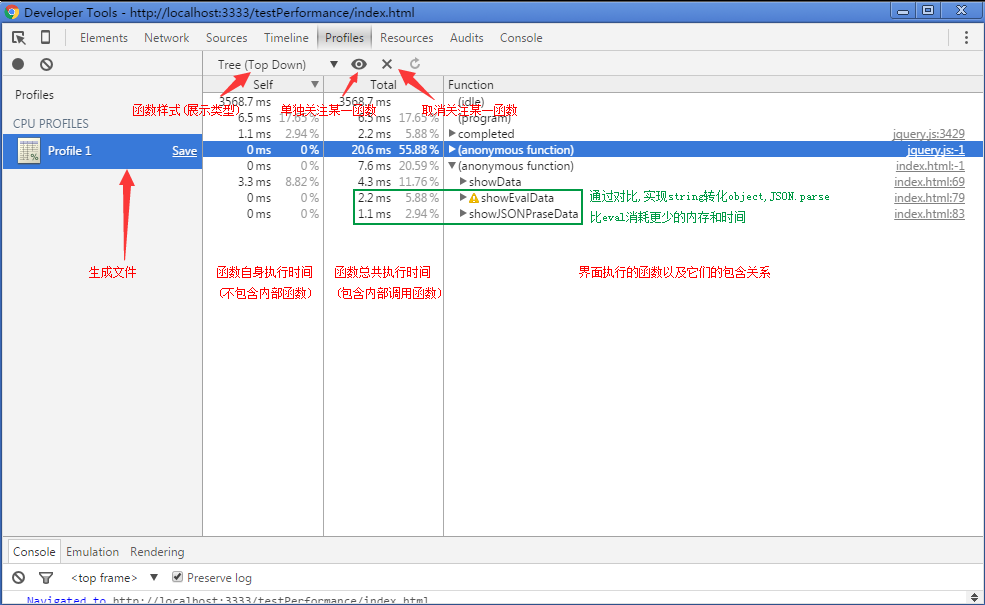 Developer Tools - http://localhost:3333/testPerformance/index.html
Elements Network Sources Timeline Profiles Resources Audits Console
Tree (Top Down)
Profiles
Self Total Function
函数样式(展示类型) 单独关注某一函数 取消关注某一函数
3568.7 ms 3568.7 ms (idle)
6.5 ms 17.65 % 6.5 ms 17.65 % (program)
CPU PROFILES
1.1 ms 2.94 % 2.2 ms 5.88 % completed jquery.js:3429
Profile 1 Save
0 ms 0 % 20.6 ms 55.88 % (anonymous function) jquery.js:-1
0 ms 0 % 7.6 ms 20.59 % (anonymous function) index.html:-1
3.3 ms 8.82 % 4.3 ms 11.76 % showData index.html:69
0 ms 0 % 2.2 ms 5.88 % showEvalData index.html:79
0 ms 0 % 1.1 ms 2.94 % showJSONPraseData index.html:83
通过对比,实现string转化object,JSON.parse
比eval消耗更少的内存和时间
生成文件
函数自身执行时间
(不包含内部函数)
函数总共执行时间
(包含内部调用函数)
界面执行的函数以及它们的包含关系
Console Emulation Rendering
<top frame> Preserve log
Navigated to http://localhost:3333/testPerformance/index.html